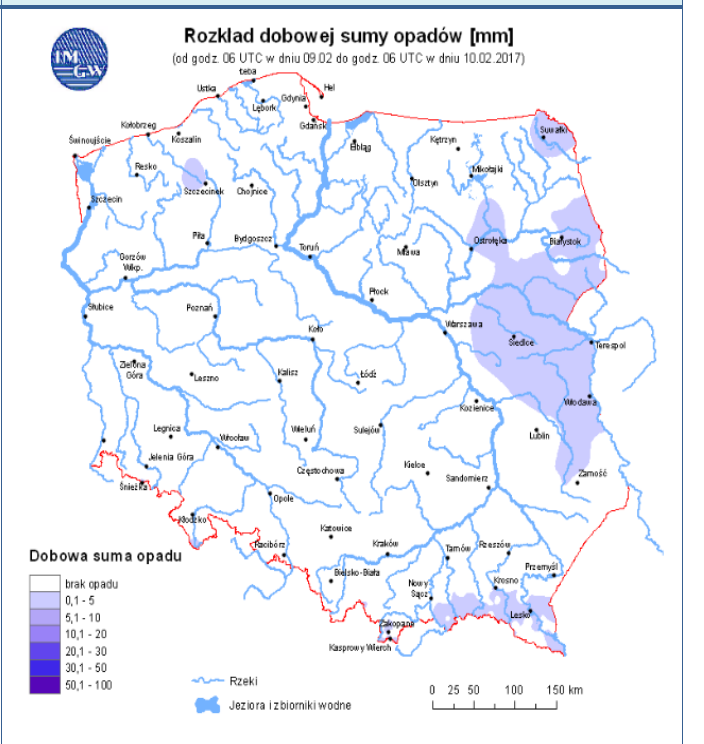 Rozkład dobowej sumy opadów [mm]
(od godz. 06 UTC w dniu 09.02 do godz. 06 UTC w dniu 10.02.2017)
IM
GW
Łeba
Ustka
Hel
Gdynia
Lębork
Gdańsk
Kołobrzeg
Koszalin
Świnoujście
Suwałki
Elbląg
Kętrzyn
Resko
Mikołajki
Olsztyn
Szczecinek
Chojnice
Szczecin
Piła
Bydgoszcz
Toruń
Mława
Ostrołęka
Białystok
Gorzów
Wlkp.
Płock
Słubice
Poznań
Koło
Warszawa
Siedlce
Terespol
Zielona
Góra
Leszno
Kalisz
Łódź
Kozienice
Włodawa
Legnica
Wrocław
Wieluń
Sulejów
Lublin
Jelenia Góra
Śnieżka
Częstochowa
Kielce
Sandomierz
Zamość
Opole
Kłodzko
Katowice
Racibórz
Kraków
Tarnów
Rzeszów
Przemyśl
Bielsko-Biała
Nowy
Sącz
Krosno
Lesko
Zakopane
Kasprowy Wierch
Dobowa suma opadu
brak opadu
0,1 - 5
5,1 - 10
10,1 - 20
20,1 - 30
30,1 - 50
50,1 - 100
Rzeki
Jeziora i zbiorniki wodne
0 25 50 100 150 km